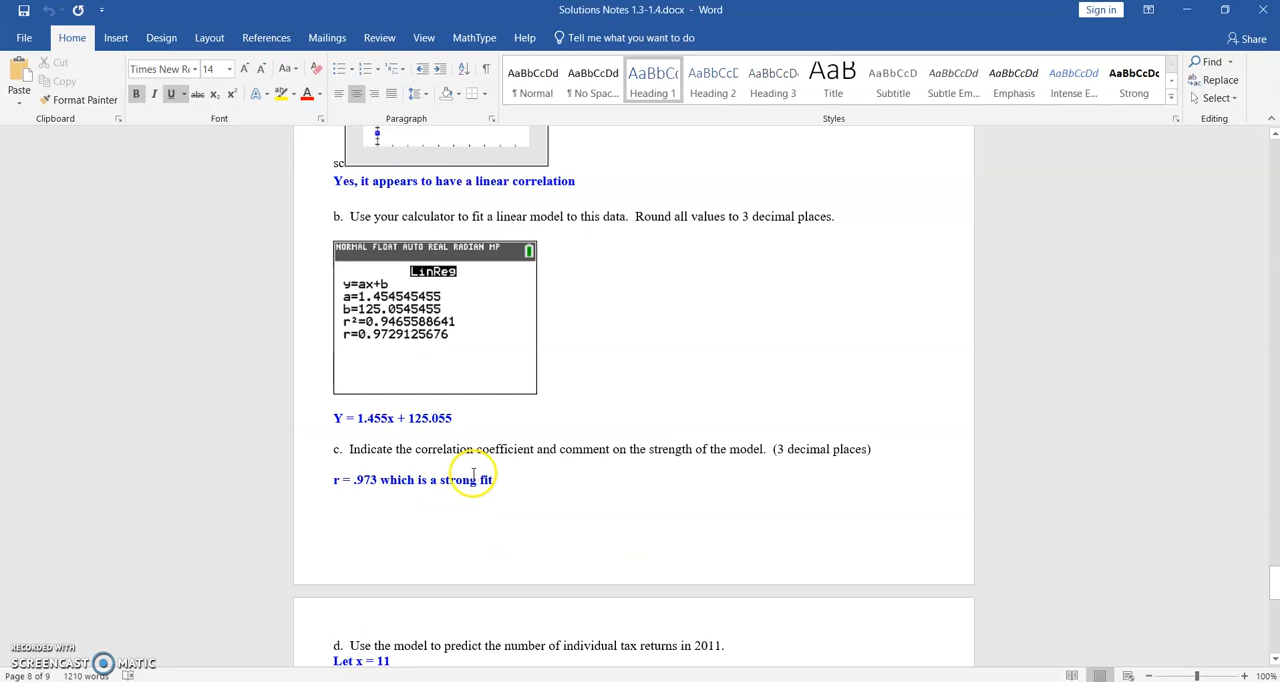 Solutions Notes 1.3-1.4.docx - Word
Sign in
File Home Insert Design Layout References Mailings Review View MathType Help Tell me what you want to do
Share
Paste
Cut
Copy
Format Painter
Clipboard
Times New Ro 14
Font
Paragraph
AaBbCcDd ¶ Normal
AaBbCcDd ¶ No Spac...
AaBbCc Heading 1
AaBbCcD Heading 2
AaBbCcD Heading 3
AaB Title
AaBbCcD Subtitle
AaBbCcDd Subtle Em...
AaBbCcDd Emphasis
AaBbCcDd Intense E...
AaBbCcDc Strong
Styles
Find
Replace
Select
Editing
sc
Yes, it appears to have a linear correlation
b. Use your calculator to fit a linear model to this data. Round all values to 3 decimal places.
NORMAL FLOAT AUTO REAL RADIAN MP
LinReg
y=ax+b
a=1.454545455
b=125.0545455
r²=0.9465588641
r=0.9729125676
Y = 1.455x + 125.055
c. Indicate the correlation coefficient and comment on the strength of the model. (3 decimal places)
r = .973 which is a strong fit
d. Use the model to predict the number of individual tax returns in 2011.
Let x = 11
RECORDED WITH
SCREENCAST MATIC
Page 8 of 9 1210 words
100%